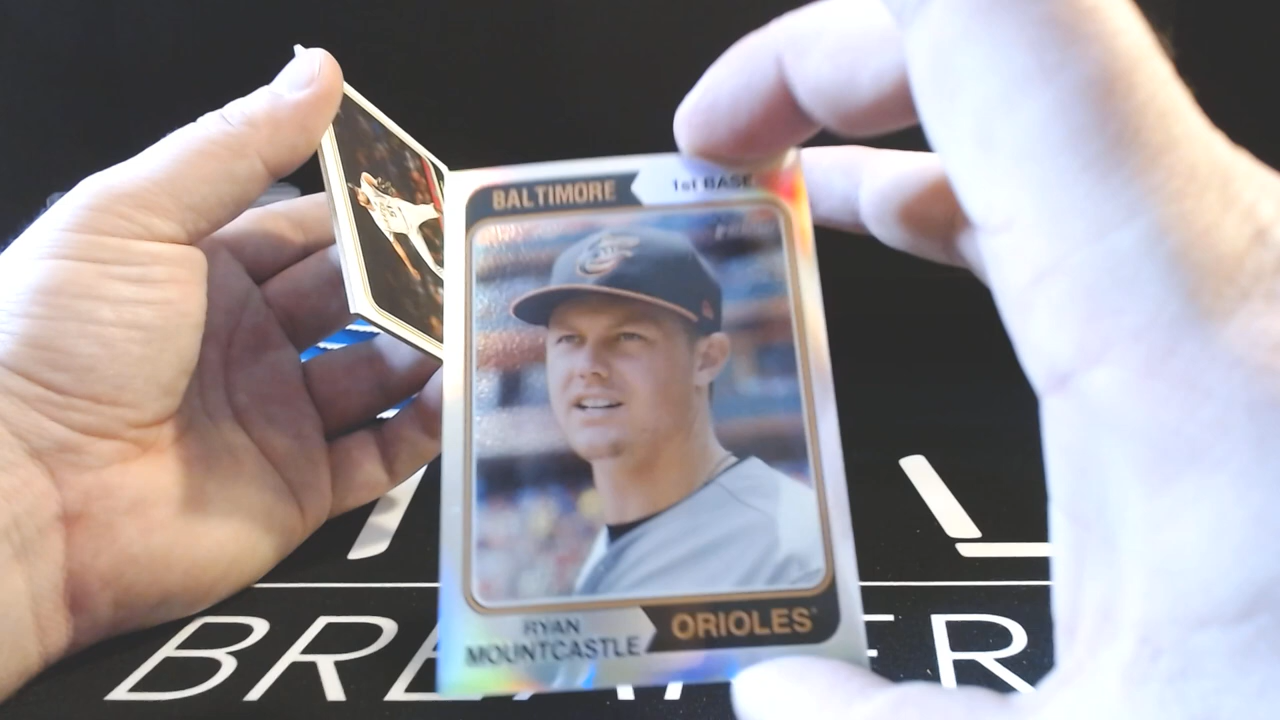 BALTIMORE
1st BASE
RYAN
MOUNTCASTLE
ORIOLES